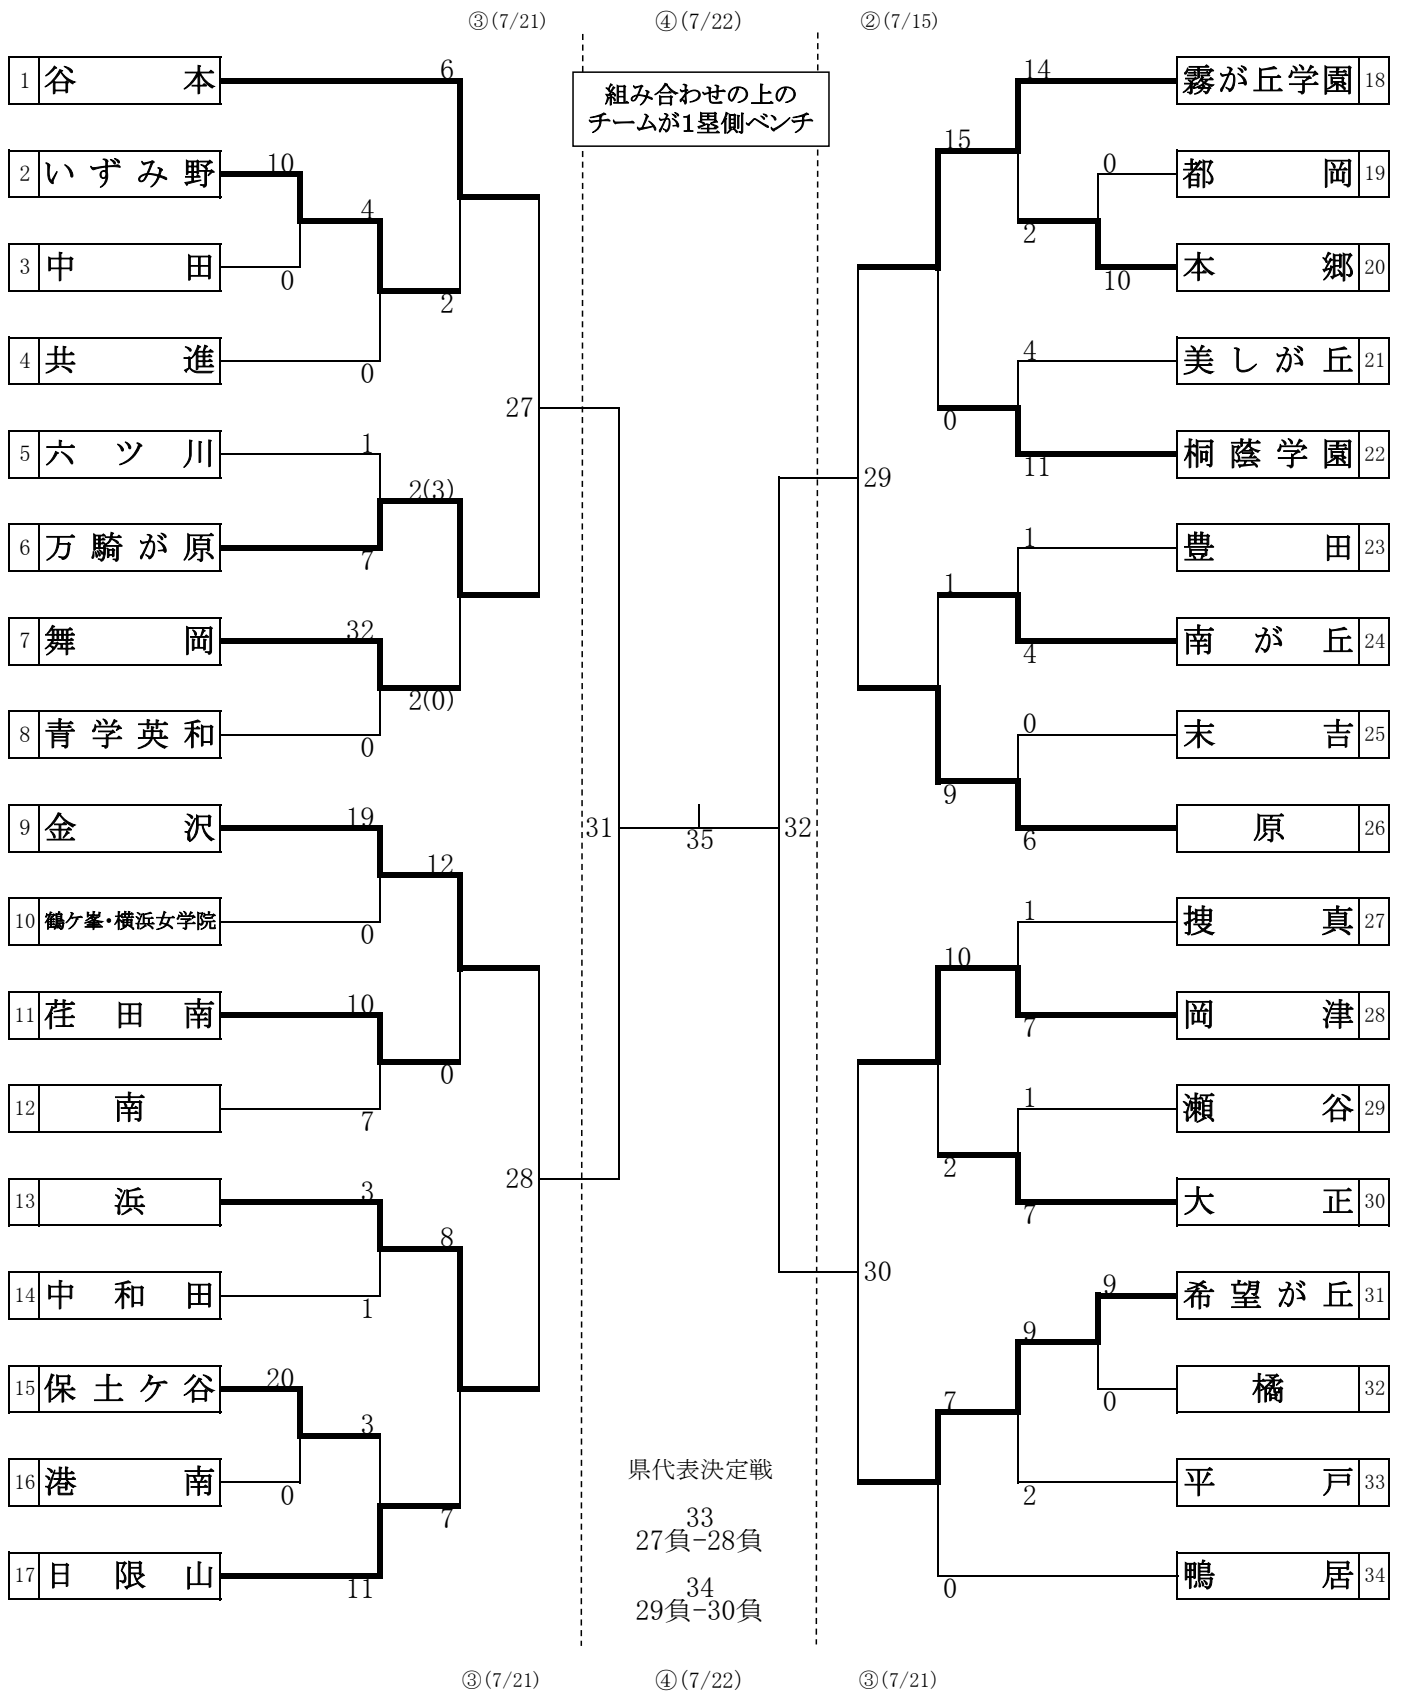 ③(7/21)
④(7/22)
②(7/15)
組み合わせの上の
チームが1塁側ベンチ
1 谷本
6
2 いずみ野
10
4
3 中田
0
2
4 共進
0
27
5 六ツ川
1
2(3)
6 万騎が原
7
7 舞岡
32
2(0)
8 青学英和
0
9 金沢
19
31
12
10 鶴ケ峯・横浜女学院
0
11 荏田南
10
0
12 南
7
28
13 浜
3
8
14 中和田
1
15 保土ケ谷
20
3
16 港南
0
7
17 日限山
11
35
14
霧が丘学園 18
15
0
都岡 19
2
本郷 20
10
4
美しが丘 21
0
桐蔭学園 22
11
29
1
豊田 23
1
南が丘 24
4
0
末吉 25
9
原 26
6
32
1
捜真 27
10
岡津 28
7
1
瀬谷 29
2
大正 30
7
30
9
希望が丘 31
9
橘 32
0
7
平戸 33
2
鴨居 34
0
県代表決定戦
33
27負−28負
34
29負−30負
③(7/21)
④(7/22)
③(7/21)